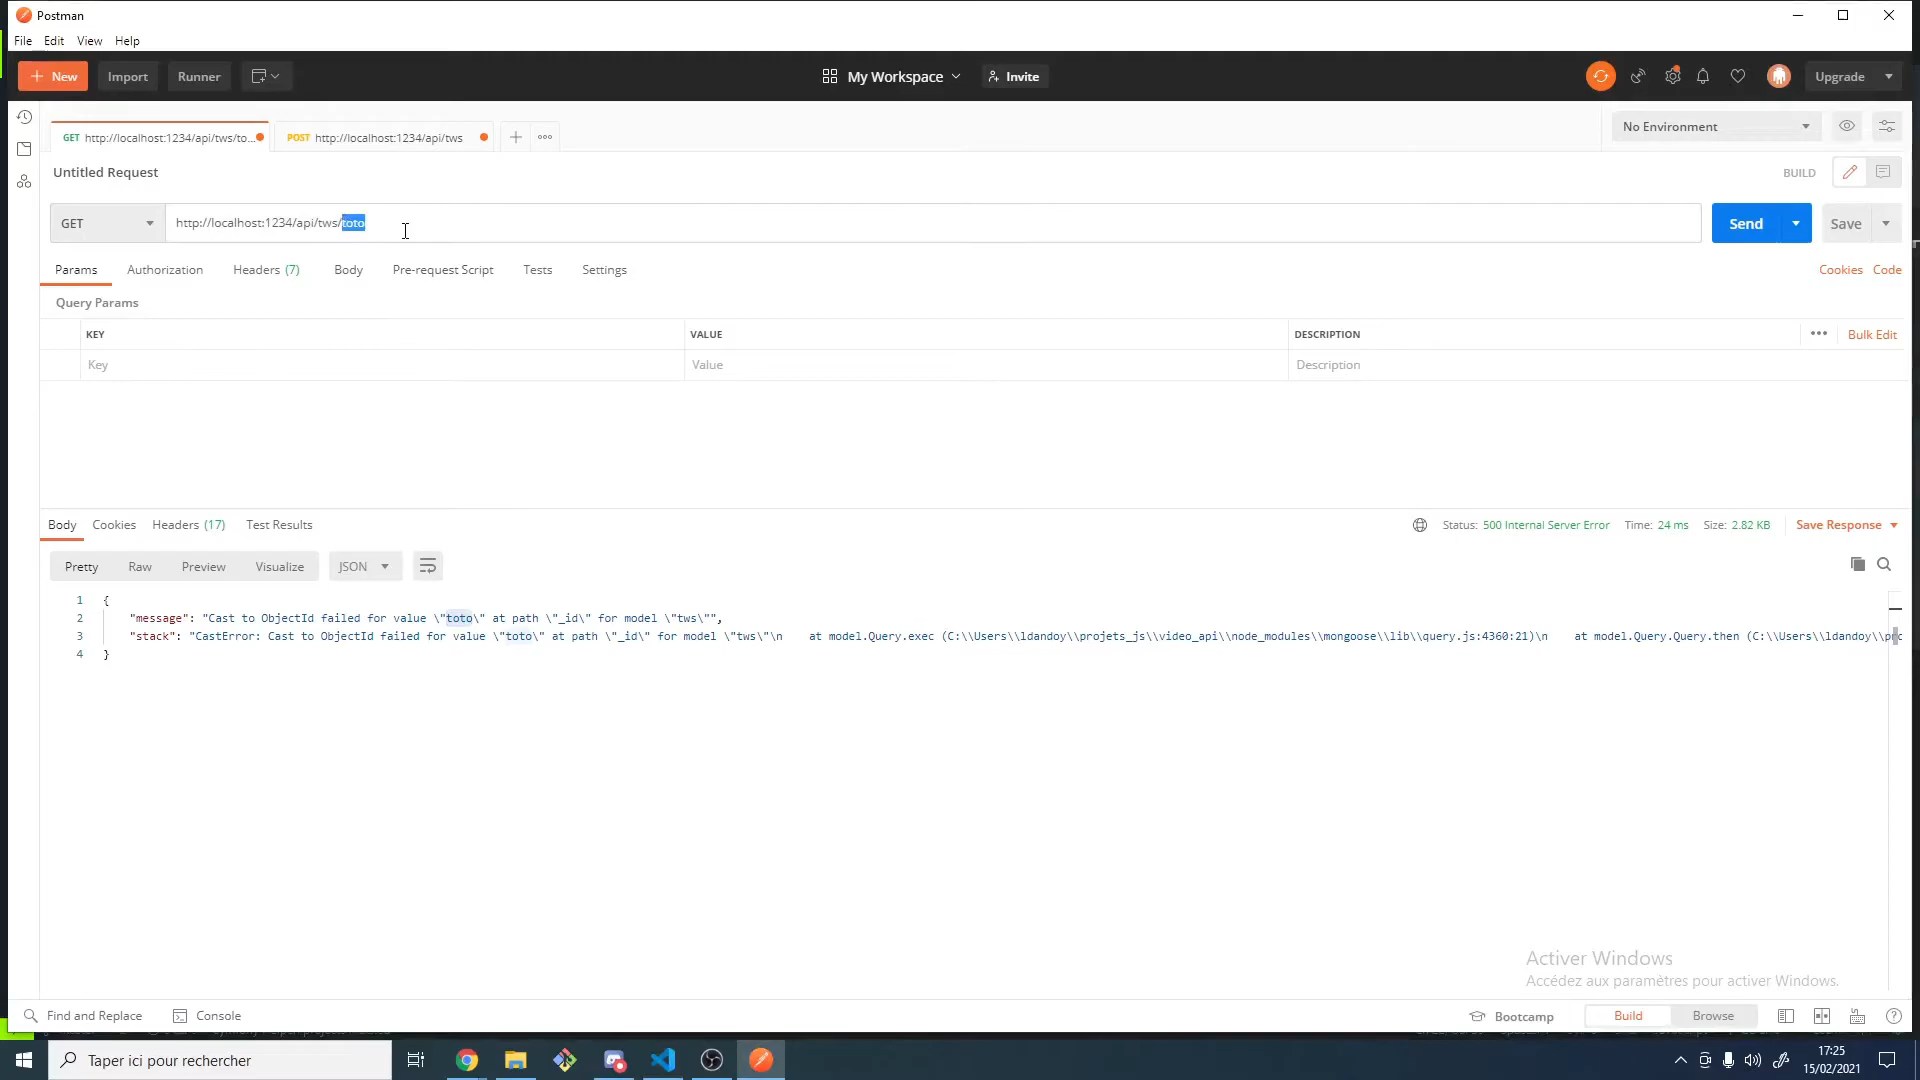 Postman
File Edit View Help
+ New Import Runner My Workspace Invite Upgrade
GET http://localhost:1234/api/tws/to... POST http://localhost:1234/api/tws + ••• No Environment
Untitled Request BUILD
GET http://localhost:1234/api/tws/toto Send Save
Params Authorization Headers (7) Body Pre-request Script Tests Settings Cookies Code
Query Params
KEY VALUE DESCRIPTION ••• Bulk Edit
Key Value Description
Body Cookies Headers (17) Test Results Status: 500 Internal Server Error Time: 24 ms Size: 2.82 KB Save Response
Pretty Raw Preview Visualize JSON
1 {
2 "message": "Cast to ObjectId failed for value \"toto\" at path \"_id\" for model \"tws\"",
3 "stack": "CastError: Cast to ObjectId failed for value \"toto\" at path \"_id\" for model \"tws\"\n    at model.Query.exec (C:\\Users\\ldandoy\\projets_js\\video_api\\node_modules\\mongoose\\lib\\query.js:4360:21)\n    at model.Query.Query.then (C:\\Users\\ldandoy\\
4 }
Activer Windows
Accédez aux paramètres pour activer Windows.
Find and Replace Console Bootcamp Build Browse
Taper ici pour rechercher 17:25
15/02/2021